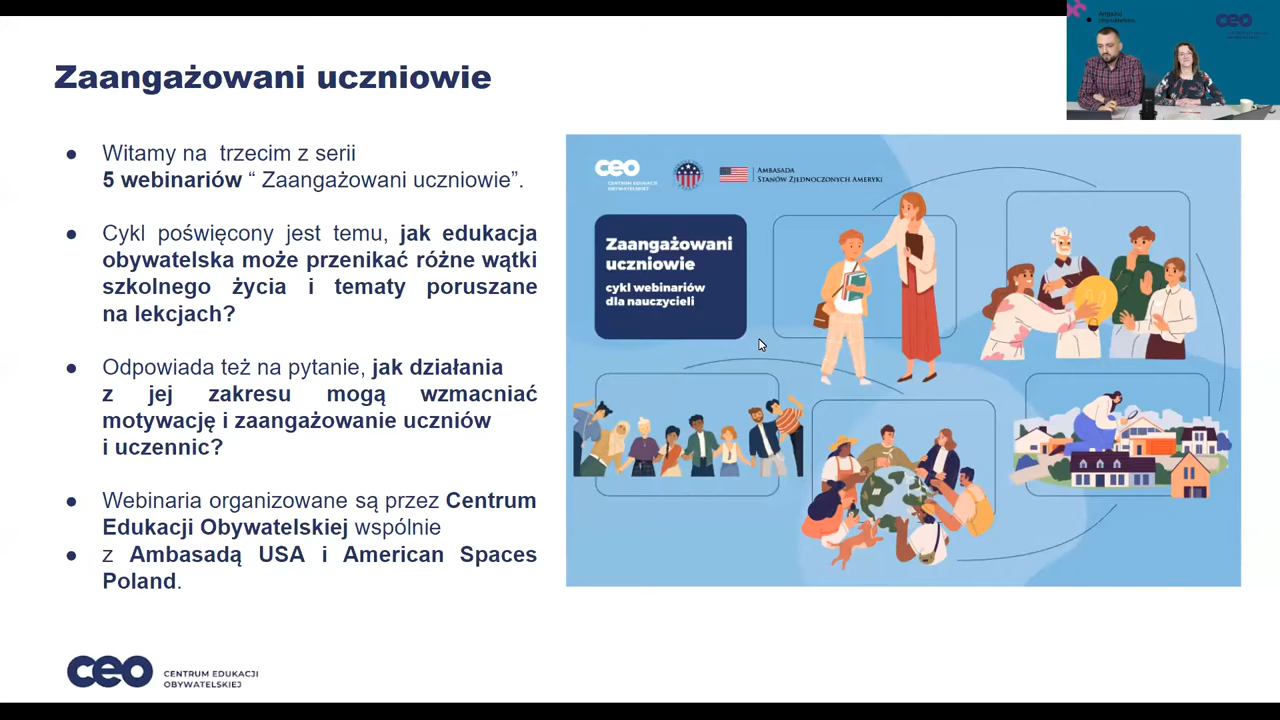 Zaangażowani uczniowie
● Witamy na  trzecim z serii
5 webinariów “ Zaangażowani uczniowie”.
● Cykl poświęcony jest temu, jak edukacja
obywatelska może przenikać różne wątki
szkolnego życia i tematy poruszane
na lekcjach?
● Odpowiada też na pytanie, jak działania
z jej zakresu mogą wzmacniać
motywację i zaangażowanie uczniów
i uczennic?
● Webinaria organizowane są przez Centrum
Edukacji Obywatelskiej wspólnie
● z Ambasadą USA i American Spaces
Poland.
ceo
CENTRUM EDUKACJI
OBYWATELSKIEJ
AMBASADA
STANÓW ZJEDNOCZONYCH AMERYKI
Zaangażowani
uczniowie
cykl webinariów
dla nauczycieli
ceo
CENTRUM EDUKACJI
OBYWATELSKIEJ
ceo